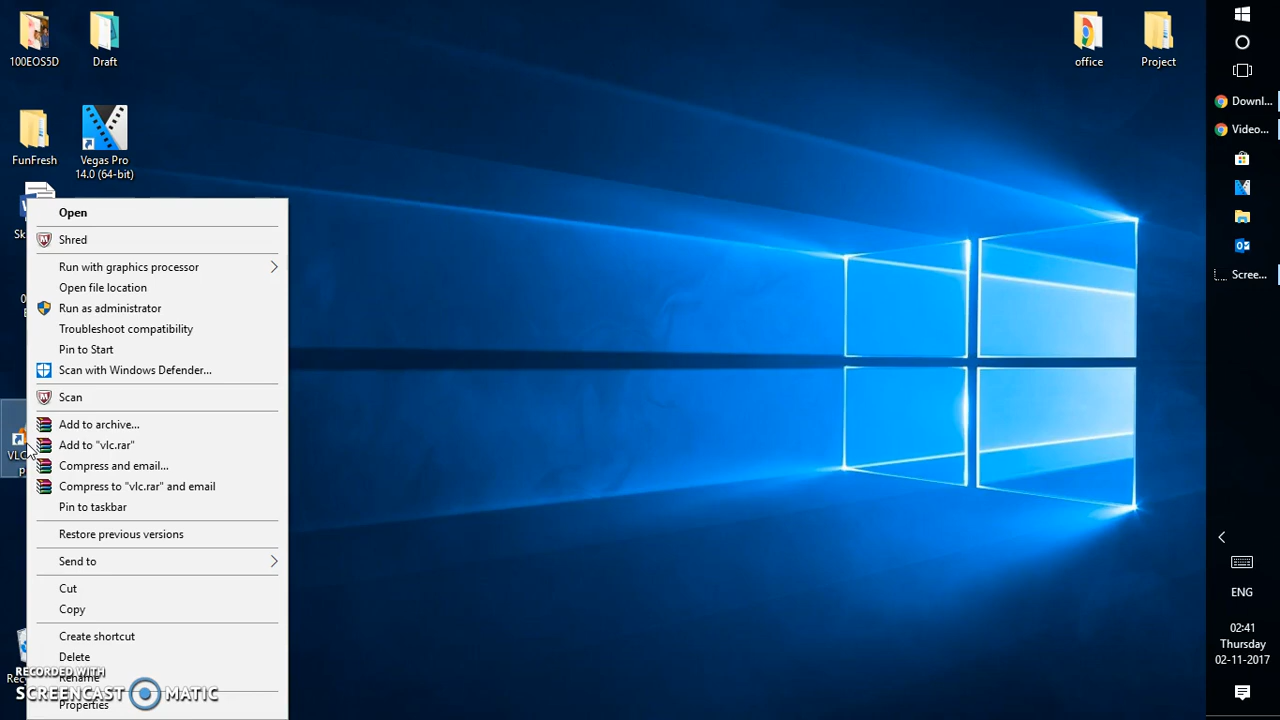 100EOS5D
Draft
office
Project
FunFresh
Vegas Pro
14.0 (64-bit)
Open
Shred
Run with graphics processor
Open file location
Run as administrator
Troubleshoot compatibility
Pin to Start
Scan with Windows Defender...
Scan
Add to archive...
Add to "vlc.rar"
Compress and email...
Compress to "vlc.rar" and email
Pin to taskbar
Restore previous versions
Send to
Cut
Copy
Create shortcut
Delete
Rename
Properties
VLC
RECORDED WITH
SCREENCAST MATIC
Downl...
Video...
Scree...
ENG
02:41
Thursday
02-11-2017